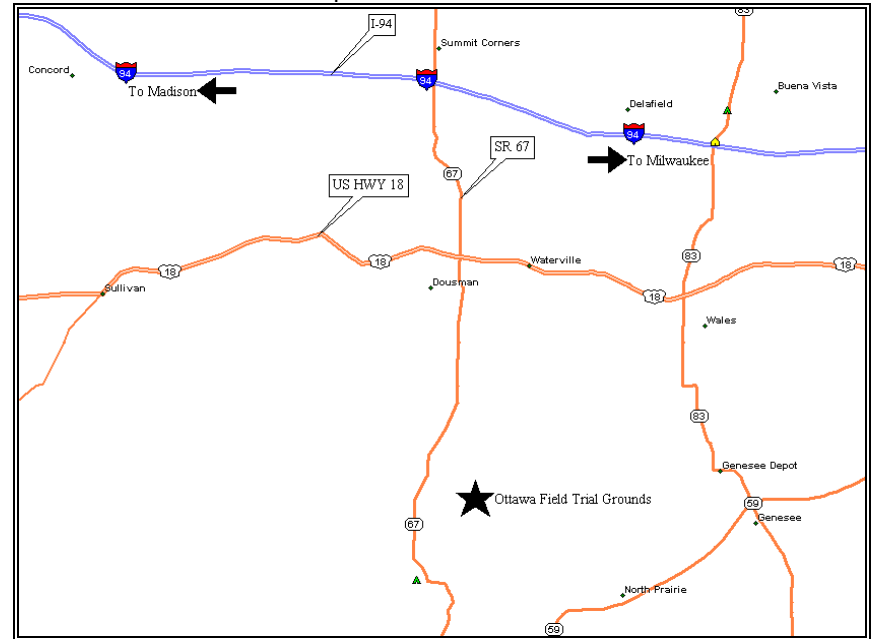 83
I-94
Summit Corners
Concord
94
To Madison
94
Buena Vista
Delafield
94
SR 67
To Milwaukee
67
US HWY 18
83
Waterville
18
18
18
Sullivan
Dousman
18
Wales
83
Genesee Depot
Ottawa Field Trial Grounds
59
67
Genesee
North Prairie
59